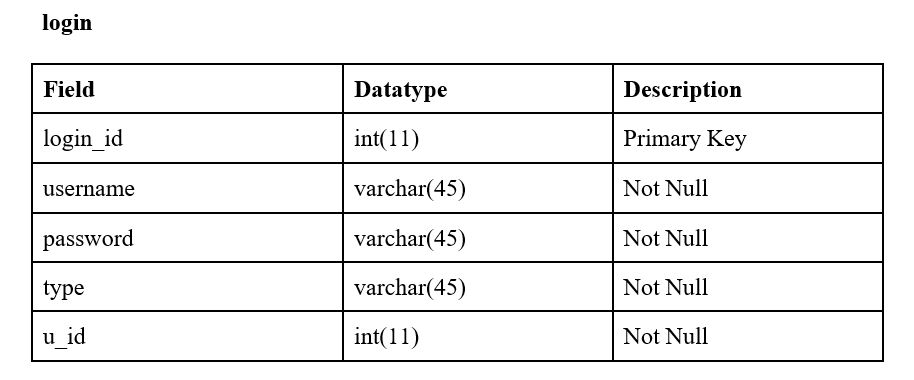 login
Field Datatype Description
login_id int(11) Primary Key
username varchar(45) Not Null
password varchar(45) Not Null
type varchar(45) Not Null
u_id int(11) Not Null